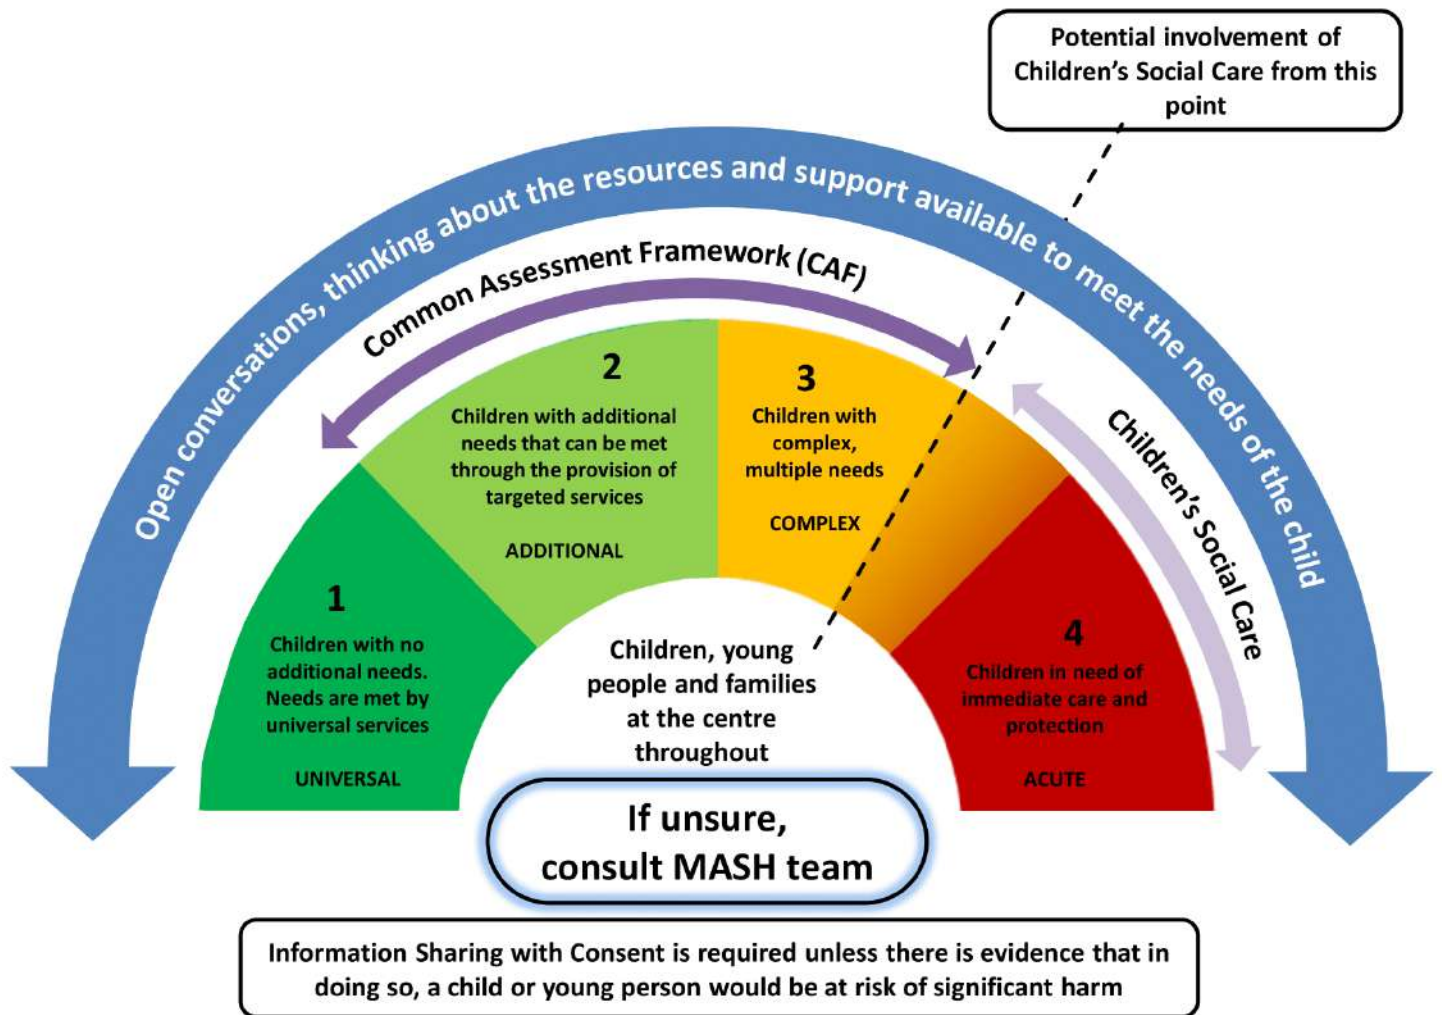 Potential involvement of
Children's Social Care from this
point
Open conversations, thinking about the resources and support available to meet the needs of the child
Common Assessment Framework (CAF)
Children's Social Care
1
Children with no
additional needs.
Needs are met by
universal services
UNIVERSAL
2
Children with additional
needs that can be met
through the provision of
targeted services
ADDITIONAL
3
Children with
complex,
multiple needs
COMPLEX
4
Children in need of
immediate care and
protection
ACUTE
Children, young
people and families
at the centre
throughout
If unsure,
consult MASH team
Information Sharing with Consent is required unless there is evidence that in
doing so, a child or young person would be at risk of significant harm